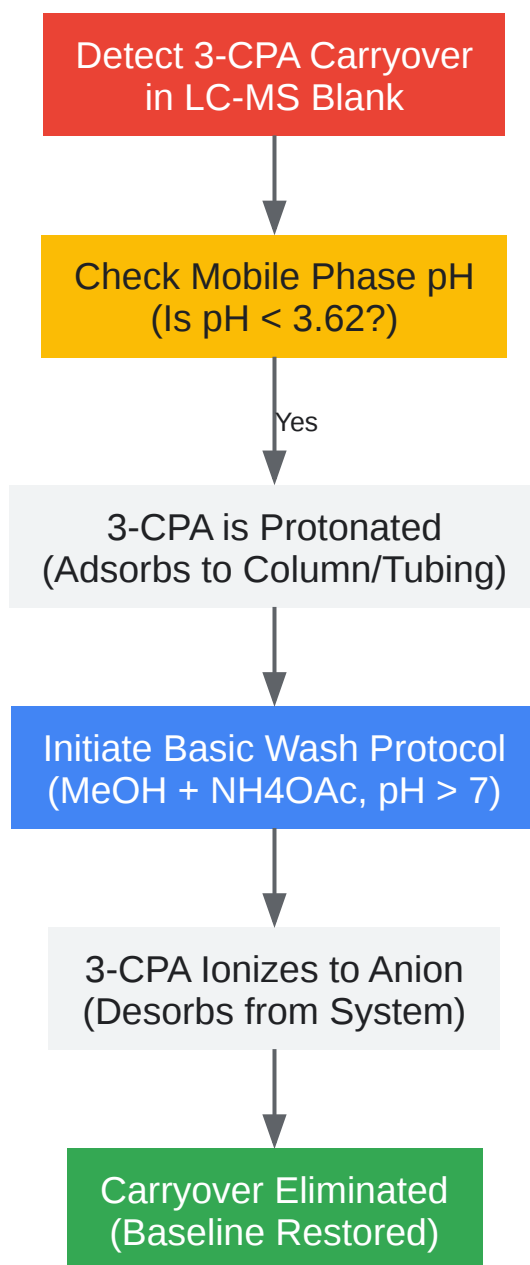 Detect 3-CPA Carryover
in LC-MS Blank
Check Mobile Phase pH
(Is pH < 3.62?)
Yes
3-CPA is Protonated
(Adsorbs to Column/Tubing)
Initiate Basic Wash Protocol
(MeOH + NH4OAc, pH > 7)
3-CPA Ionizes to Anion
(Desorbs from System)
Carryover Eliminated
(Baseline Restored)